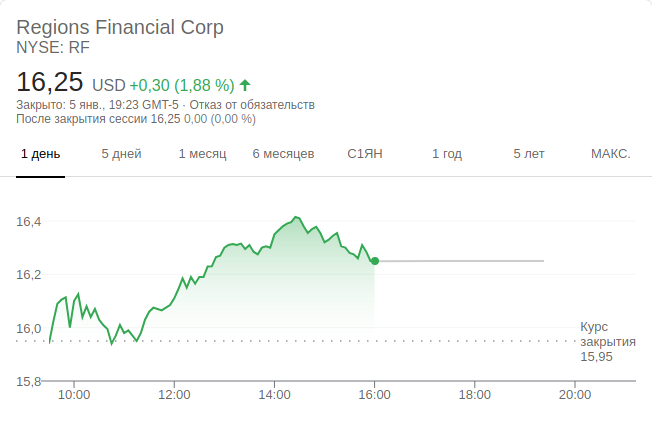 Regions Financial Corp
NYSE: RF
16,25 USD +0,30 (1,88 %)
Закрыто: 5 янв., 19:23 GMT-5 · Отказ от обязательств
После закрытия сессии 16,25 0,00 (0,00 %)
1 день 5 дней 1 месяц 6 месяцев С1ЯН 1 год 5 лет МАКС.
16,4
16,2
16,0
Курс
закрытия
15,95
15,8
10:00 12:00 14:00 16:00 18:00 20:00